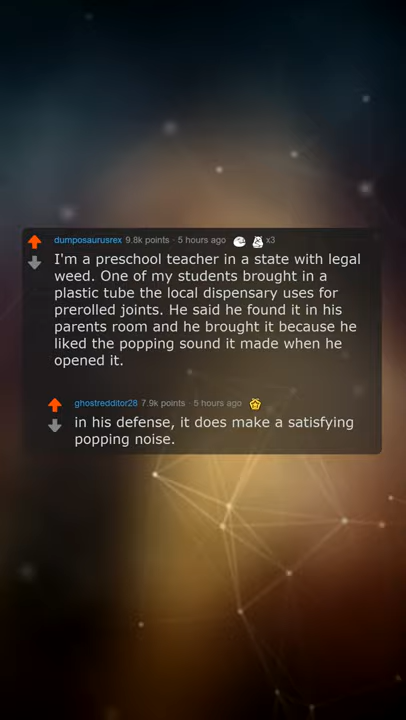 dumposaurusrex 9.8k points · 5 hours ago x3
I'm a preschool teacher in a state with legal
weed. One of my students brought in a
plastic tube the local dispensary uses for
prerolled joints. He said he found it in his
parents room and he brought it because he
liked the popping sound it made when he
opened it.
ghostredditor28 7.9k points · 5 hours ago
in his defense, it does make a satisfying
popping noise.